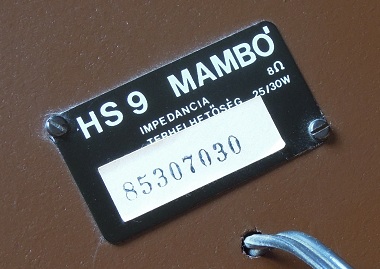 HS 9 MAMBO
IMPEDANCIA 8Ω
TERHELHETŐSÉG 25/30W
85307030